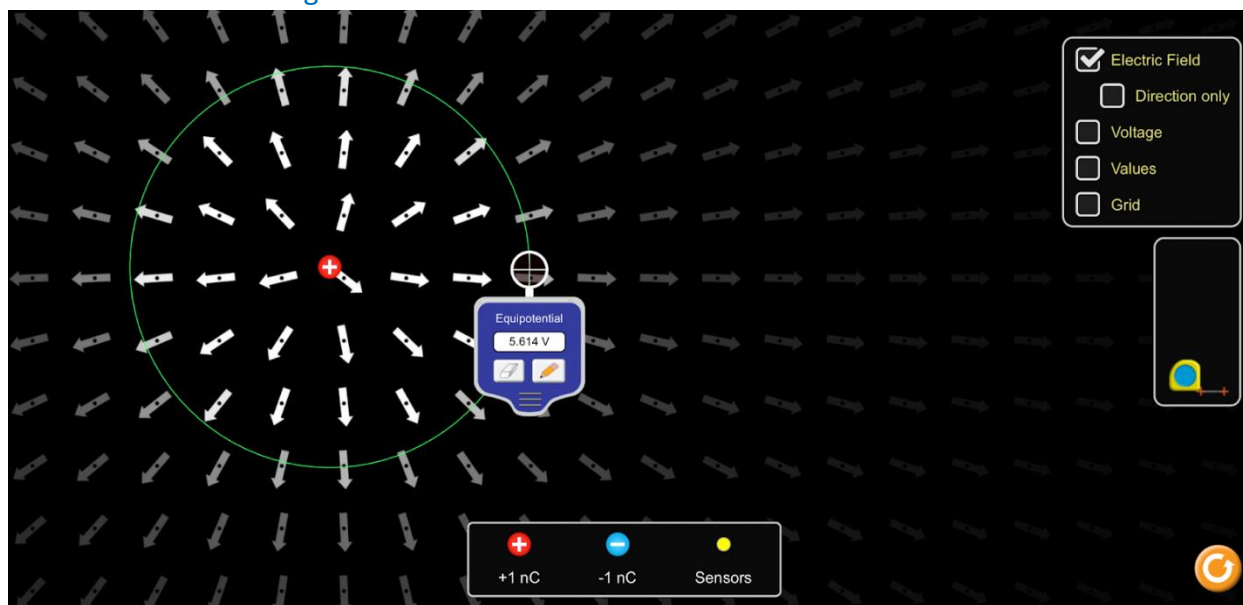 Electric Field
Direction only
Voltage
Values
Grid
Equipotential
5.614 V
+1 nC
-1 nC
Sensors